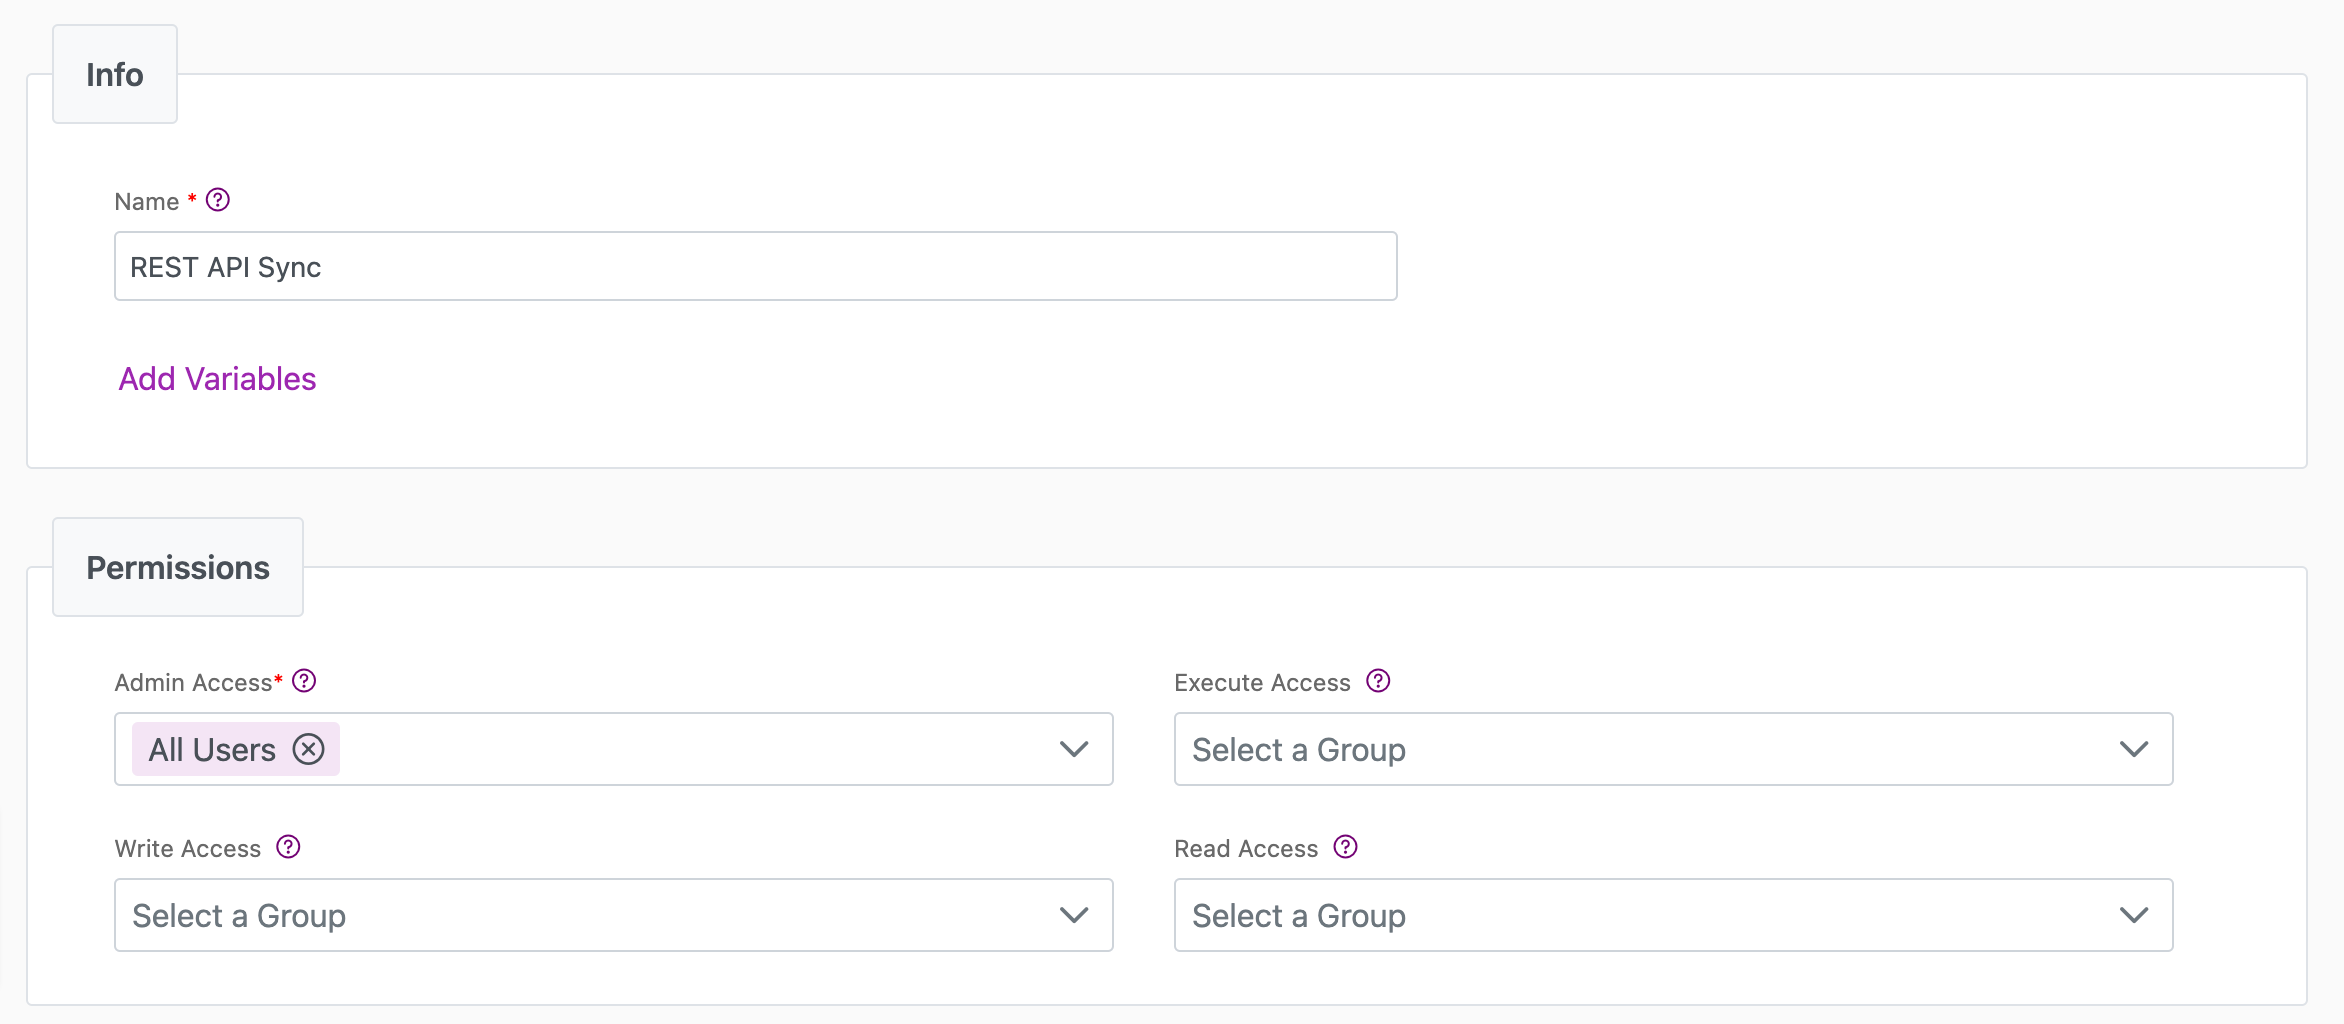 Info
Name *
REST API Sync
Add Variables
Permissions
Admin Access*
All Users
Execute Access
Select a Group
Write Access
Select a Group
Read Access
Select a Group